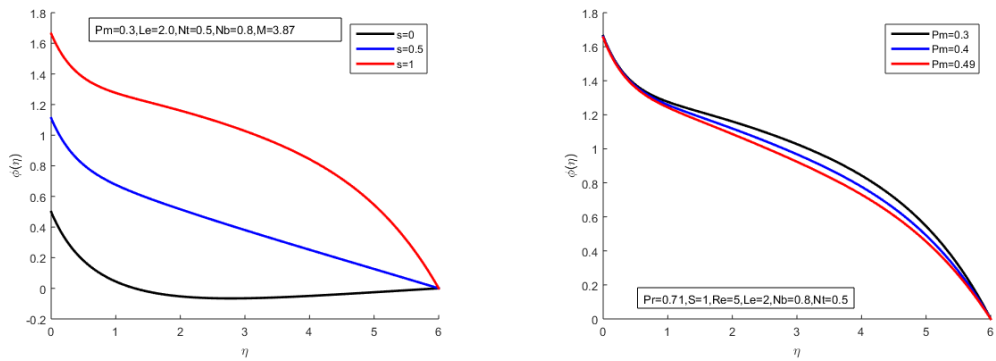 1.8
1.6
1.4
1.2
1
0.8
0.6
0.4
0.2
0
-0.2
0 1 2 3 4 5 6
η
ϕ(η)
Pm=0.3,Le=2.0,Nt=0.5,Nb=0.8,M=3.87
s=0
s=0.5
s=1
1.8
1.6
1.4
1.2
1
0.8
0.6
0.4
0.2
0
0 1 2 3 4 5 6
η
ϕ(η)
Pm=0.3
Pm=0.4
Pm=0.49
Pr=0.71,S=1,Re=5,Le=2,Nb=0.8,Nt=0.5